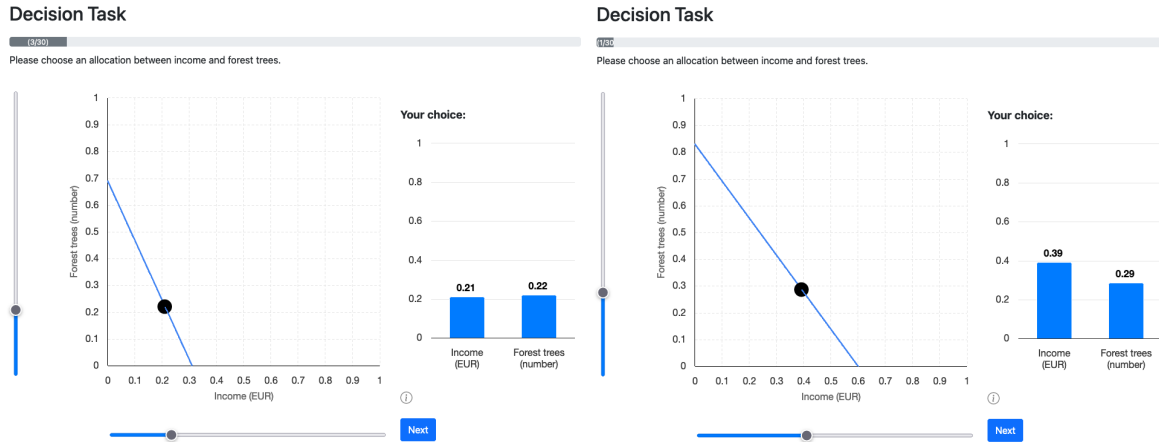 Decision Task
(3/30)
Please choose an allocation between income and forest trees.
1
0.9
0.8
0.7
0.6
0.5
0.4
0.3
0.2
0.1
0
Forest trees (number)
0 0.1 0.2 0.3 0.4 0.5 0.6 0.7 0.8 0.9 1
Income (EUR)
Your choice:
1
0.8
0.6
0.4
0.2
0
0.21 0.22
Income Forest trees
(EUR) (number)
i
Next
Decision Task
(1/30
Please choose an allocation between income and forest trees.
1
0.9
0.8
0.7
0.6
0.5
0.4
0.3
0.2
0.1
0
Forest trees (number)
0 0.1 0.2 0.3 0.4 0.5 0.6 0.7 0.8 0.9 1
Income (EUR)
Your choice:
1
0.8
0.6
0.4
0.2
0
0.39 0.29
Income Forest trees
(EUR) (number)
i
Next